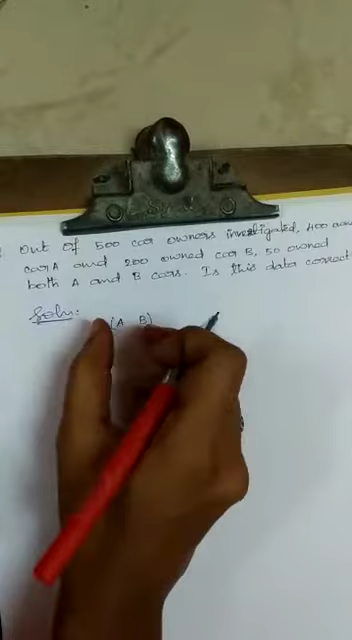 Out of 500 car owners investigated, 400
car A and 200 owned car B, 50 owned
both A and B cars. Is this data correct
Soln:
(A B)